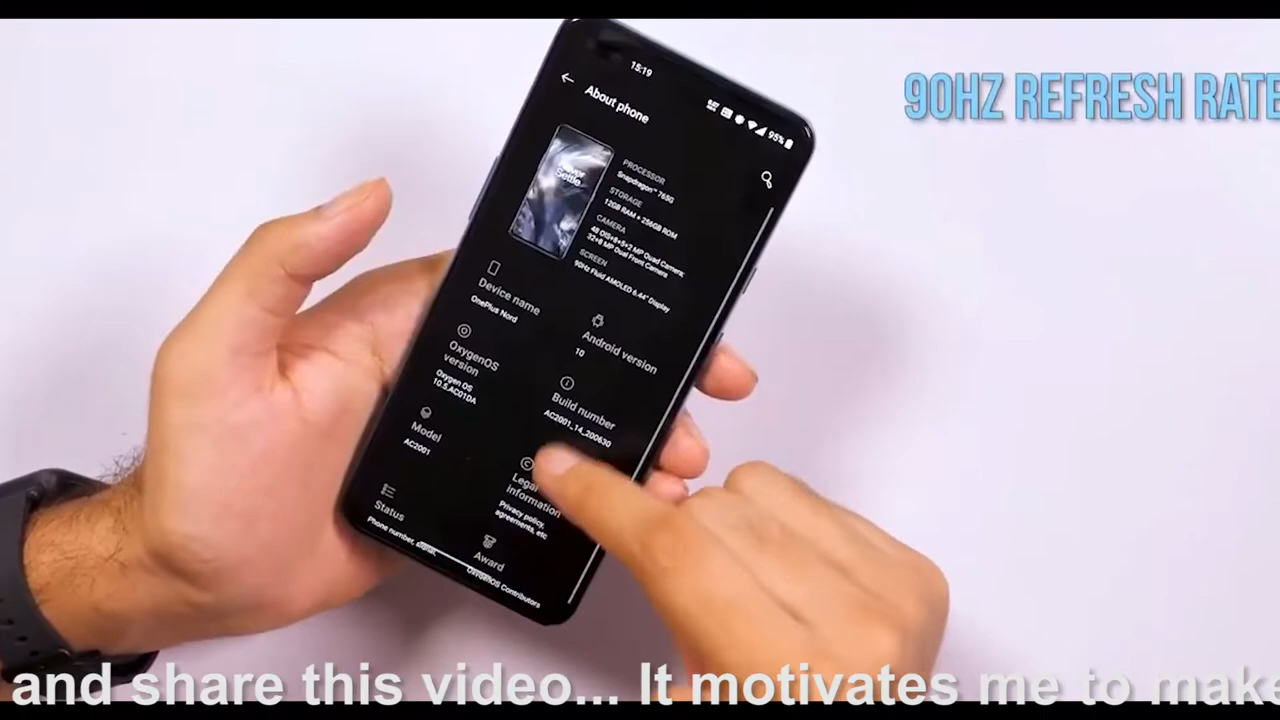 15:19
95%
90HZ REFRESH RATE
About phone
Settle
PROCESSOR
Snapdragon™ 765G
STORAGE
12GB RAM + 256GB ROM
CAMERA
48 OIS+8+5+2 MP Quad Camera;
32+8 MP Dual Front Camera
SCREEN
90Hz Fluid AMOLED 6.44" Display
Device name
OnePlus Nord
Android version
10
OxygenOS
version
Oxygen OS
10.5.AC01DA
Build number
AC2001_14_200630
Model
AC2001
Legal
information
Privacy policy,
agreements, etc
Status
Phone number,
Award
OxygenOS Contributors
and share this video... It motivates me to make